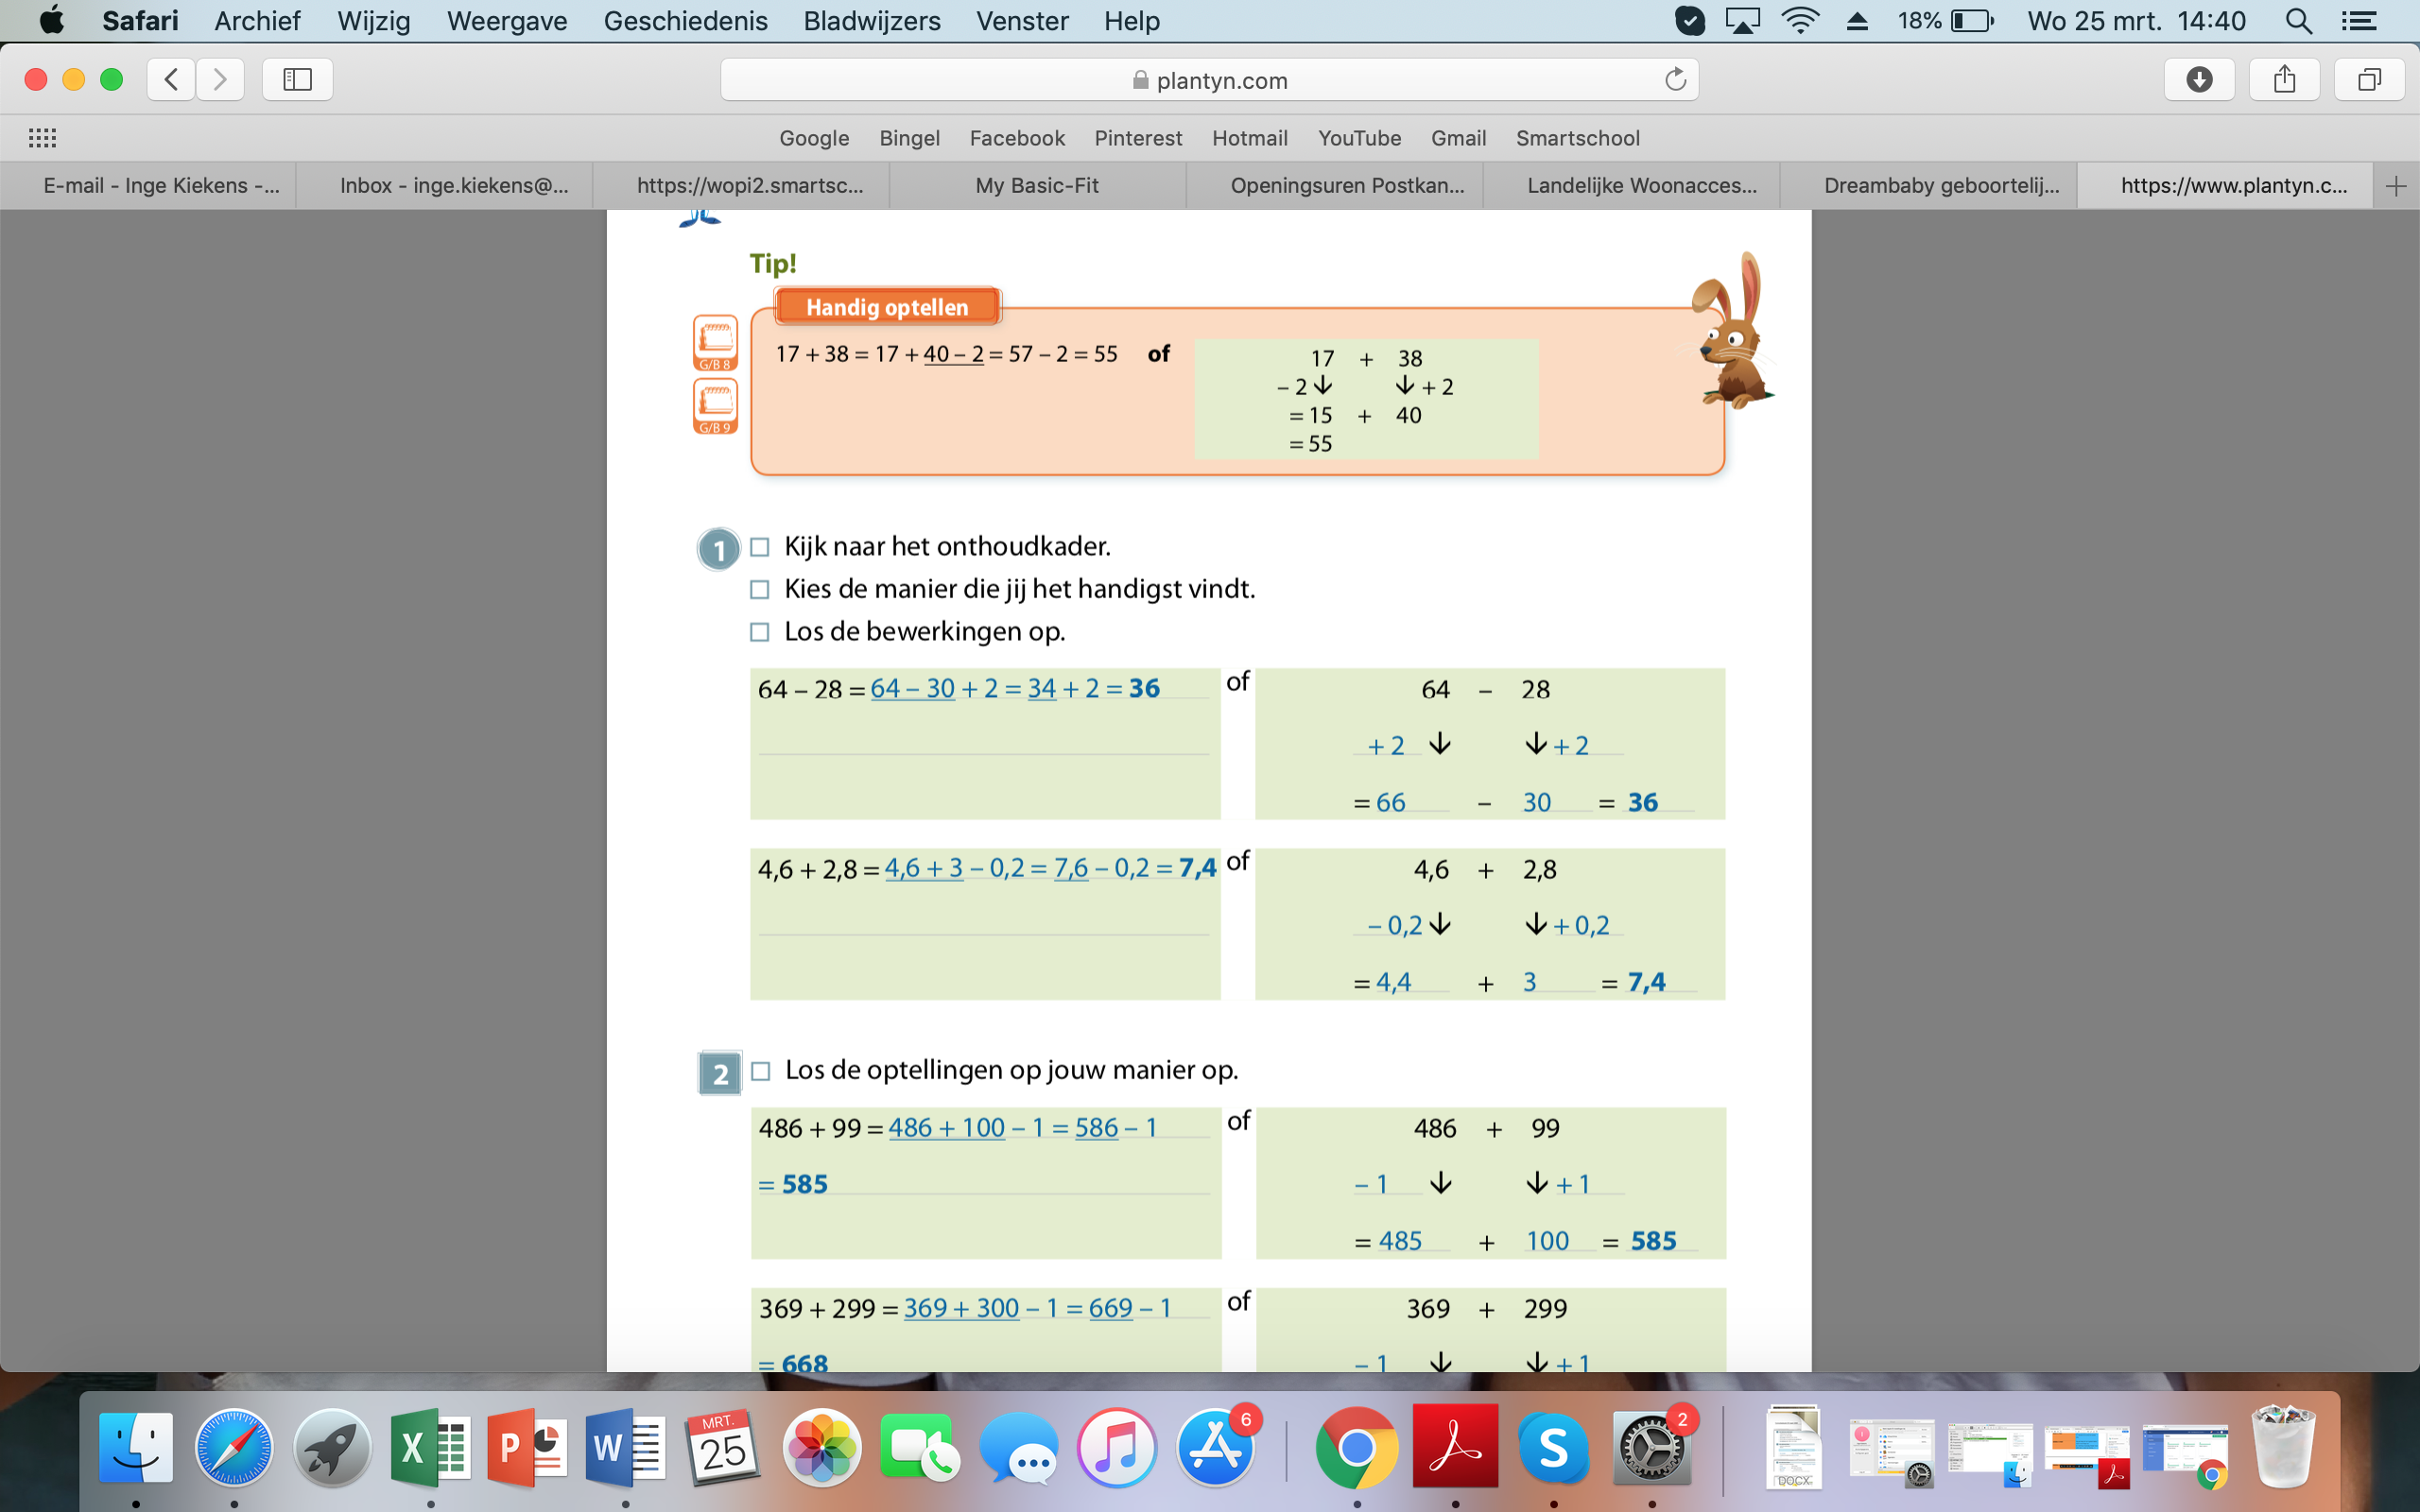 Safari Archief Wijzig Weergave Geschiedenis Bladwijzers Venster Help 18% Wo 25 mrt. 14:40
plantyn.com
Google Bingel Facebook Pinterest Hotmail YouTube Gmail Smartschool
E-mail - Inge Kiekens -... Inbox - inge.kiekens@... https://wopi2.smartsc... My Basic-Fit Openingsuren Postkan... Landelijke Woonacces... Dreambaby geboortelij... https://www.plantyn.c...
Tip!
Handig optellen
G/B 8
G/B 9
17 + 38 = 17 + 40 – 2 = 57 – 2 = 55 of
17 + 38
– 2 ↓ ↓ + 2
= 15 + 40
= 55
1 Kijk naar het onthoudkader.
Kies de manier die jij het handigst vindt.
Los de bewerkingen op.
64 – 28 = 64 – 30 + 2 = 34 + 2 = 36 of
64 – 28
+ 2 ↓ ↓ + 2
= 66 – 30 = 36
4,6 + 2,8 = 4,6 + 3 – 0,2 = 7,6 – 0,2 = 7,4 of
4,6 + 2,8
– 0,2 ↓ ↓ + 0,2
= 4,4 + 3 = 7,4
2 Los de optellingen op jouw manier op.
486 + 99 = 486 + 100 – 1 = 586 – 1
= 585
of
486 + 99
– 1 ↓ ↓ + 1
= 485 + 100 = 585
369 + 299 = 369 + 300 – 1 = 669 – 1
= 668
of
369 + 299
– 1 ↓ ↓ + 1
X P W MRT. 25 6 S 2 DOCX